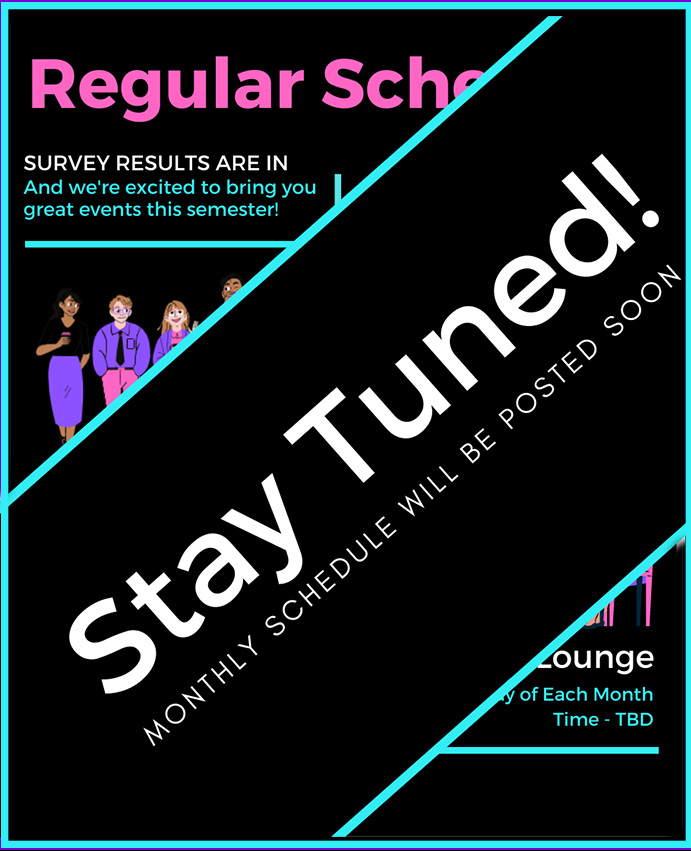 Regular Sche
SURVEY RESULTS ARE IN
And we're excited to bring you
great events this semester!
Stay Tuned!
MONTHLY SCHEDULE WILL BE POSTED SOON
Lounge
y of Each Month
Time - TBD